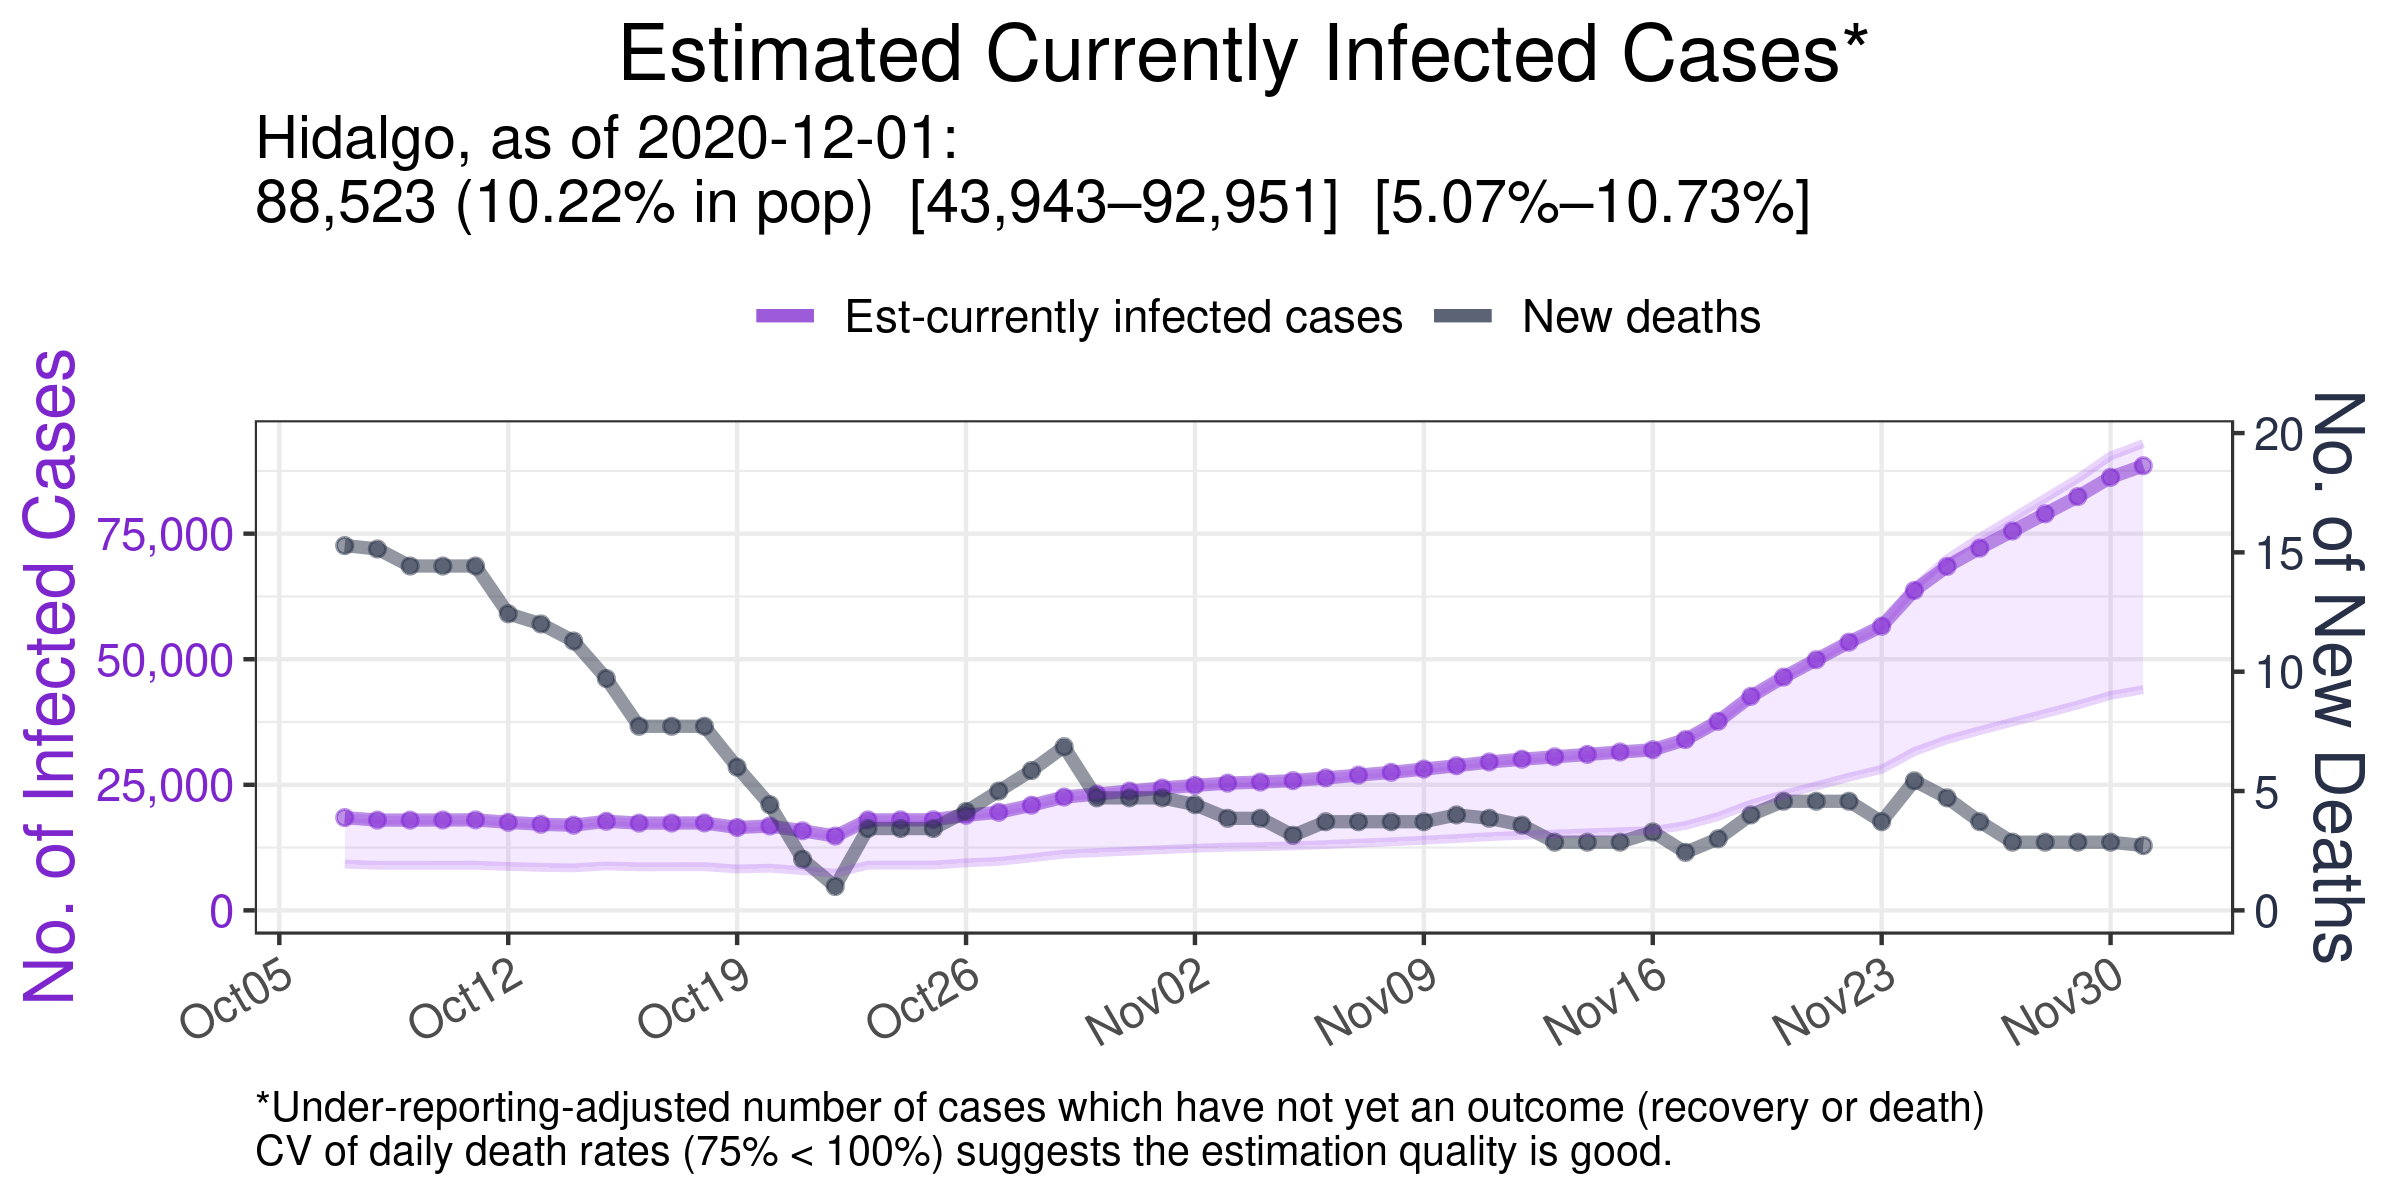 Estimated Currently Infected Cases*
Hidalgo, as of 2020-12-01:
88,523 (10.22% in pop)  [43,943–92,951]  [5.07%–10.73%]
Est-currently infected cases
New deaths
No. of Infected Cases
75,000
50,000
25,000
0
20
15
10
5
0
No. of New Deaths
Oct05
Oct12
Oct19
Oct26
Nov02
Nov09
Nov16
Nov23
Nov30
*Under-reporting-adjusted number of cases which have not yet an outcome (recovery or death)
CV of daily death rates (75% < 100%) suggests the estimation quality is good.